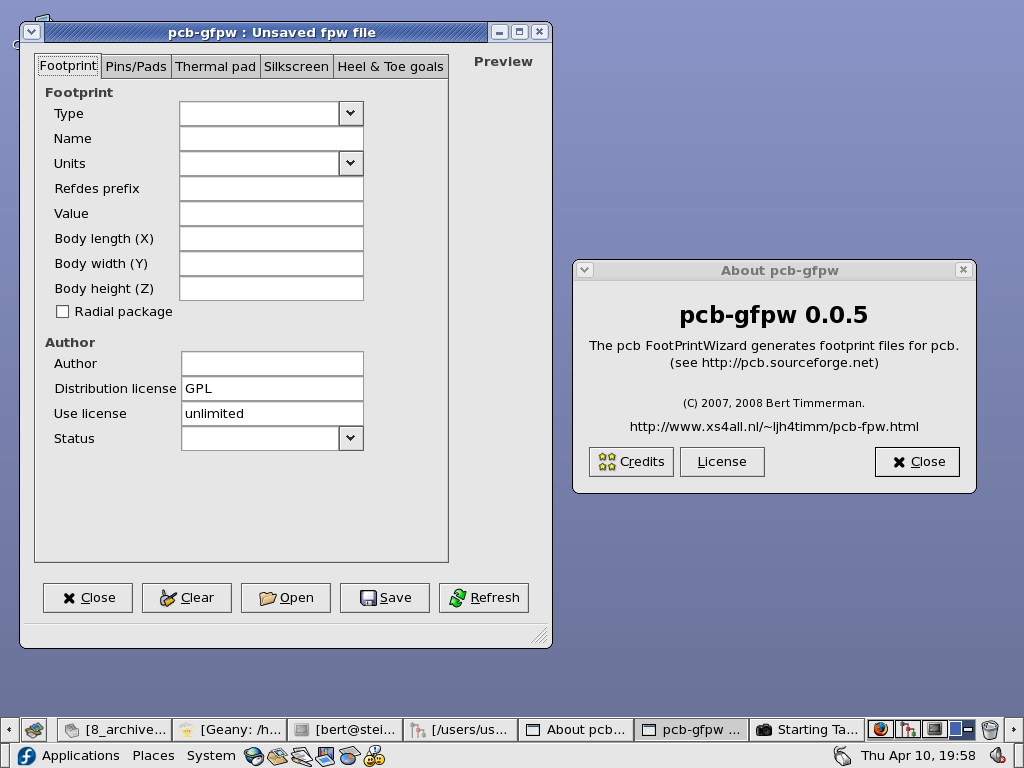 pcb-gfpw : Unsaved fpw file
Footprint Pins/Pads Thermal pad Silkscreen Heel & Toe goals
Preview
Footprint
Type
Name
Units
Refdes prefix
Value
Body length (X)
Body width (Y)
Body height (Z)
Radial package
Author
Author
Distribution license GPL
Use license unlimited
Status
Close Clear Open Save Refresh
About pcb-gfpw
pcb-gfpw 0.0.5
The pcb FootPrintWizard generates footprint files for pcb.
(see http://pcb.sourceforge.net)
(C) 2007, 2008 Bert Timmerman.
http://www.xs4all.nl/~ljh4timm/pcb-fpw.html
Credits License Close
[8_archive... [Geany: /h... [bert@stei... [/users/us... About pcb... pcb-gfpw ... Starting Ta...
Applications Places System Thu Apr 10, 19:58